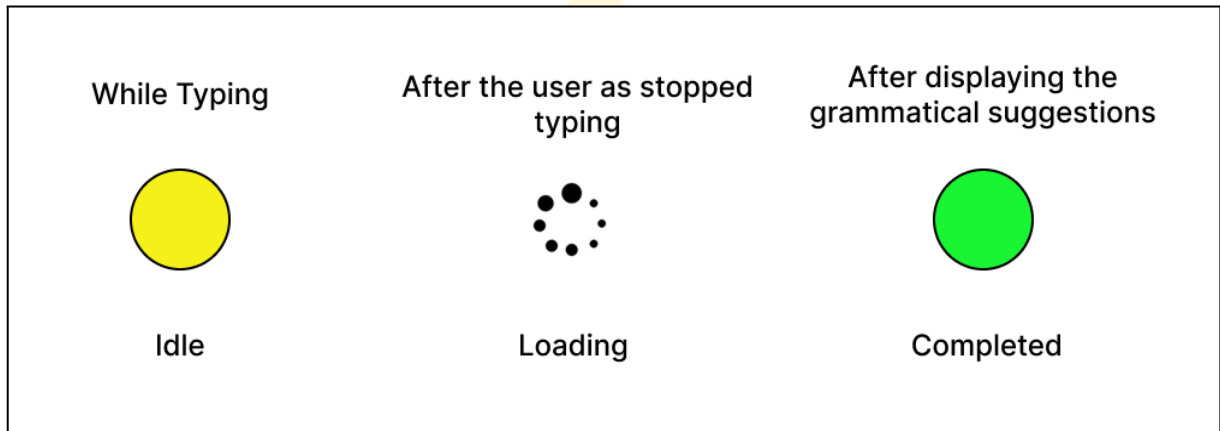 While Typing
After the user as stopped
typing
After displaying the
grammatical suggestions
Idle
Loading
Completed